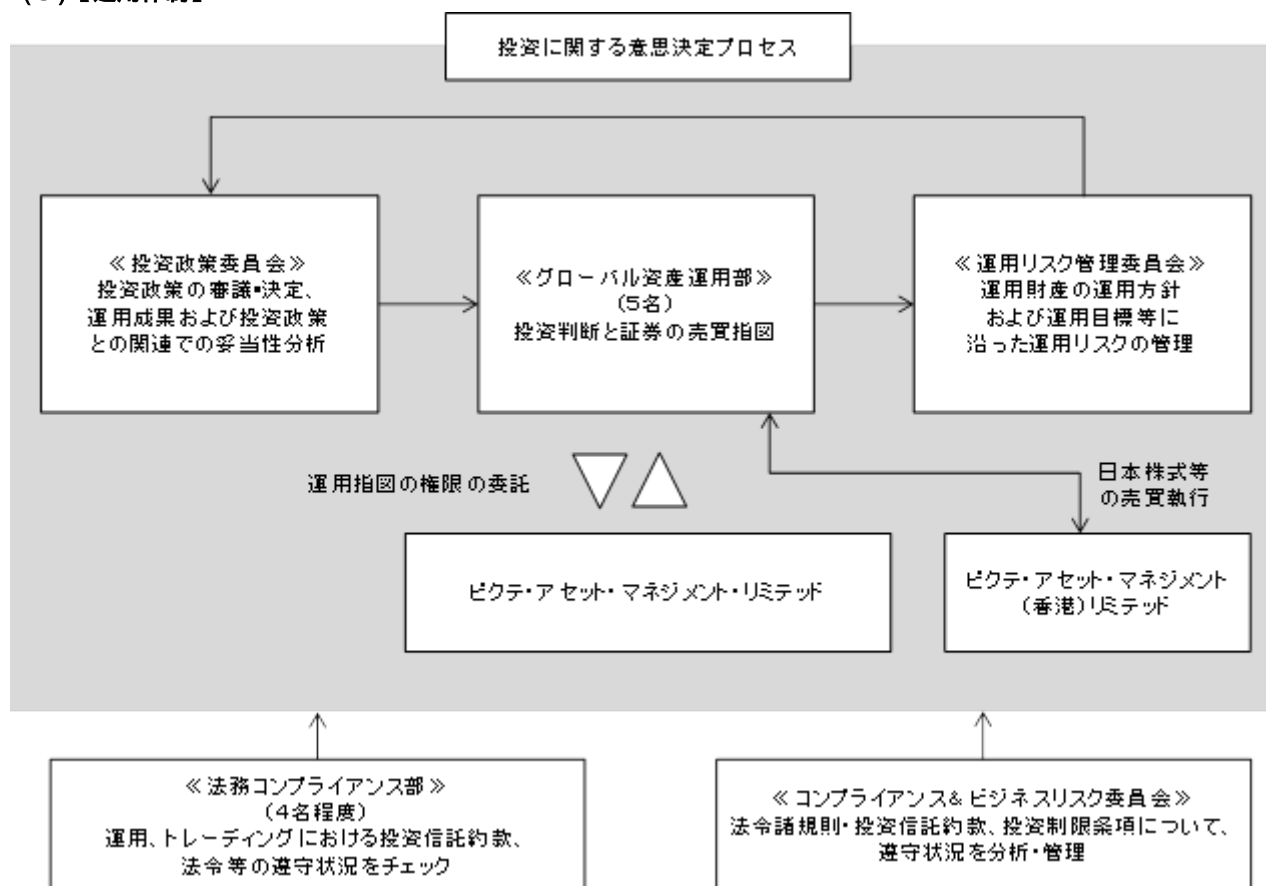 投資に関する意思決定プロセス
≪投資政策委員会≫
投資政策の審議・決定、
運用成果および投資政策
との関連での妥当性分析
≪グローバル資産運用部≫
(5名)
投資判断と証券の売買指図
≪運用リスク管理委員会≫
運用財産の運用方針
および運用目標等に
沿った運用リスクの管理
運用指図の権限の委託
日本株式等
の売買執行
ピクテ・アセット・マネジメント・リミテッド
ピクテ・アセット・マネジメント
(香港)リミテッド
≪法務コンプライアンス部≫
(4名程度)
運用、トレーディングにおける投資信託約款、
法令等の遵守状況をチェック
≪コンプライアンス&ビジネスリスク委員会≫
法令諸規則・投資信託約款、投資制限条項について、
遵守状況を分析・管理